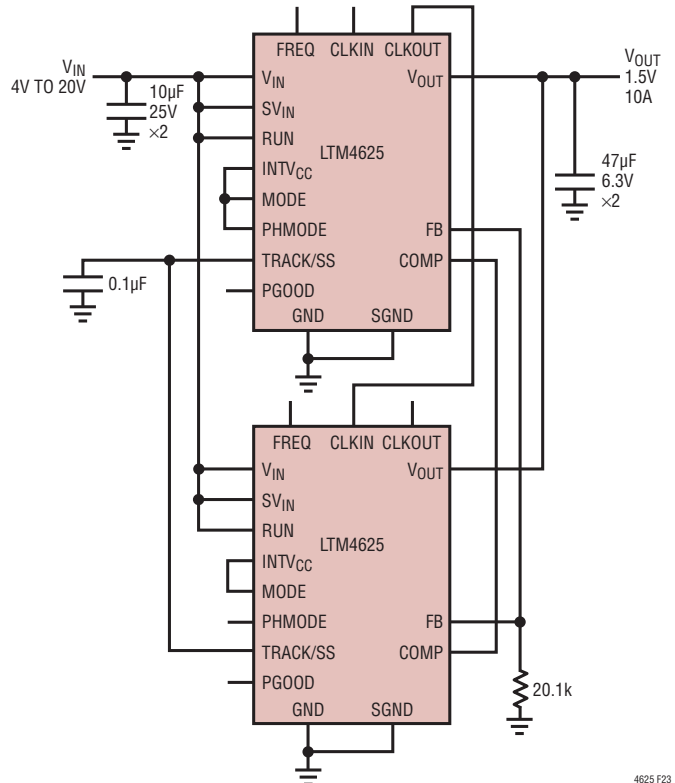 FREQ CLKIN CLKOUT
V_IN
4V TO 20V
10µF
25V
×2
V_IN
SV_IN
RUN
INTV_CC
MODE
PHMODE
TRACK/SS
PGOOD
LTM4625
V_OUT
FB
COMP
GND SGND
V_OUT
1.5V
10A
47µF
6.3V
×2
0.1µF
FREQ CLKIN CLKOUT
V_IN
SV_IN
RUN
INTV_CC
MODE
PHMODE
TRACK/SS
PGOOD
LTM4625
V_OUT
FB
COMP
GND SGND
20.1k
4625 F23